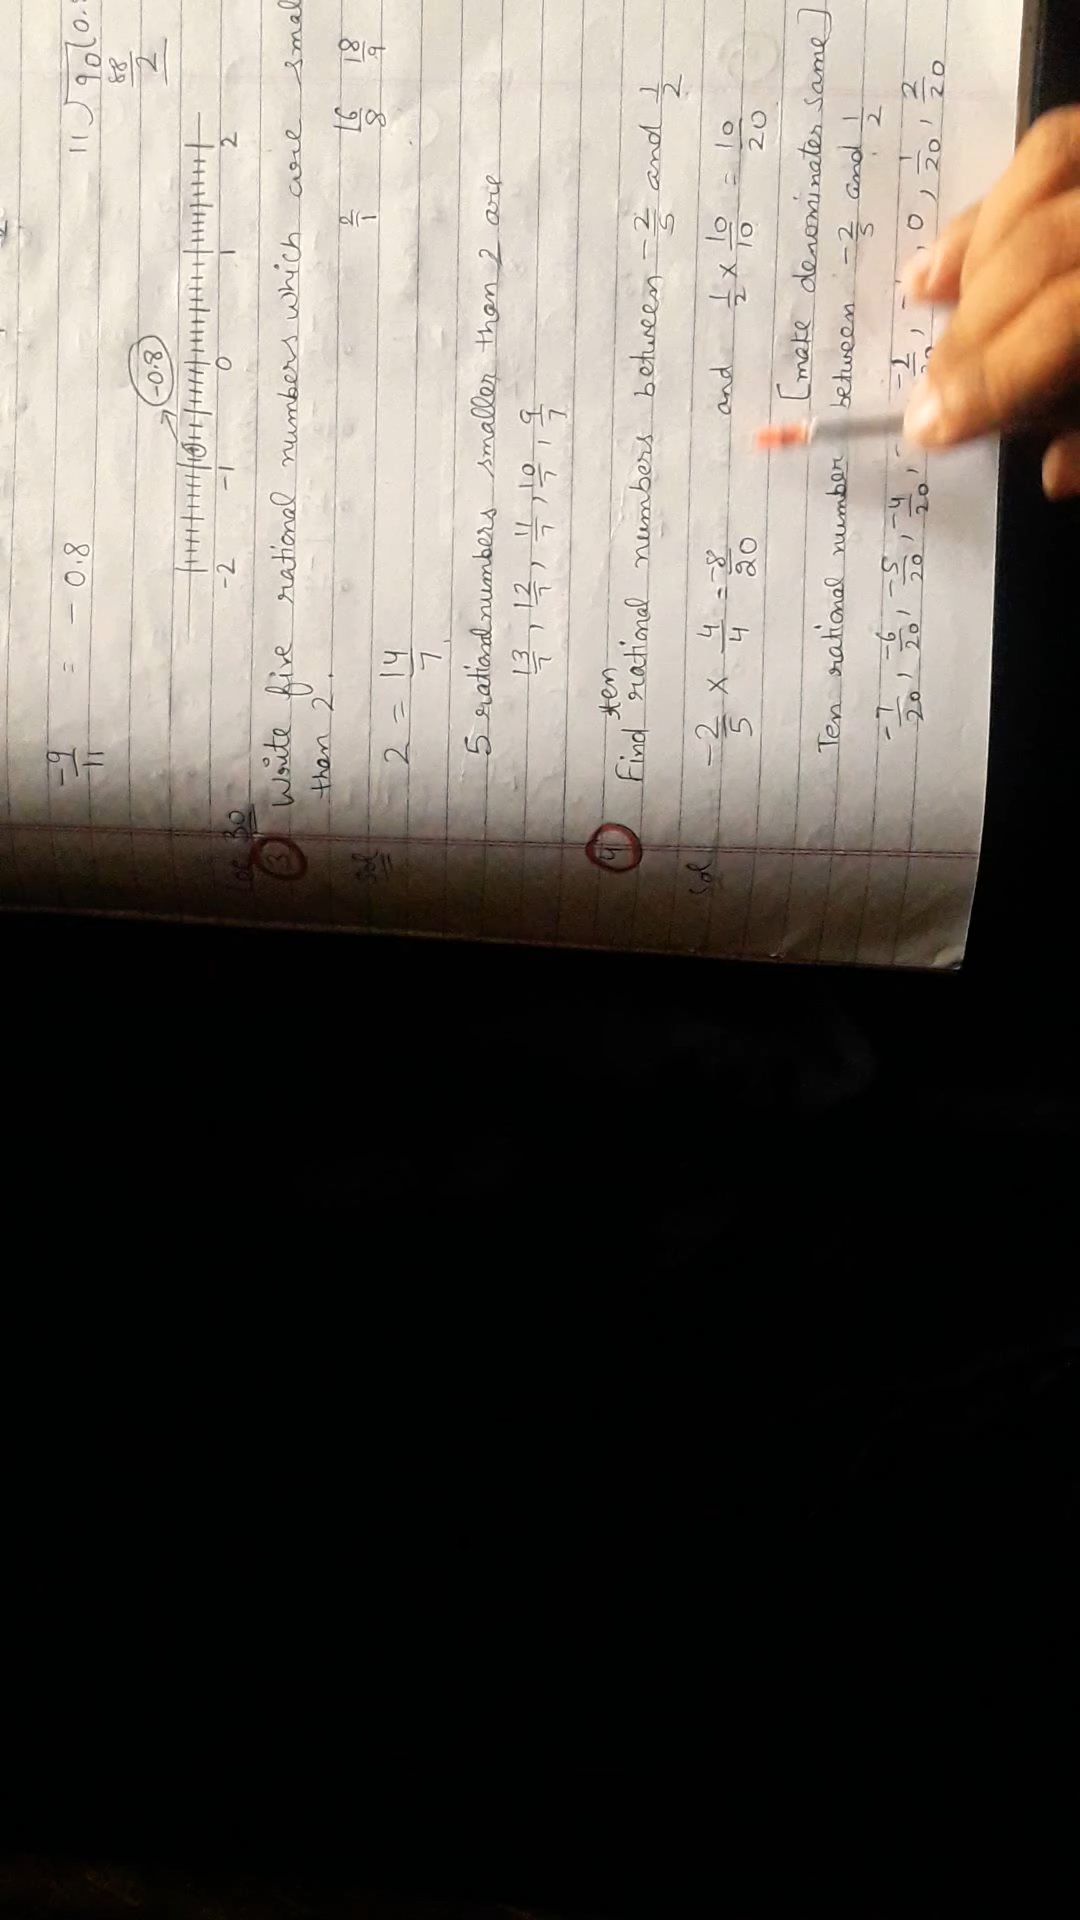 -9/11 = -0.8
11)90(0.
88
2
-0.8
-2 -1 0 1 2
30
3 Write five rational numbers which are smal
than 2.
2/1 16/8 18/9
Sol 2 = 14/7
5 rational numbers smaller than 2 are
13/7, 12/7, 11/7, 10/7, 9/7
4 Find ten rational numbers between -2/5 and 1/2
Sol -2/5 × 4/4 = -8/20 and 1/2 × 10/10 = 10/20
[make denominater same]
Ten rational number between -2/5 and 1/2
-7/20, -6/20, -5/20, -4/20, , 0, 1/20, 2/20